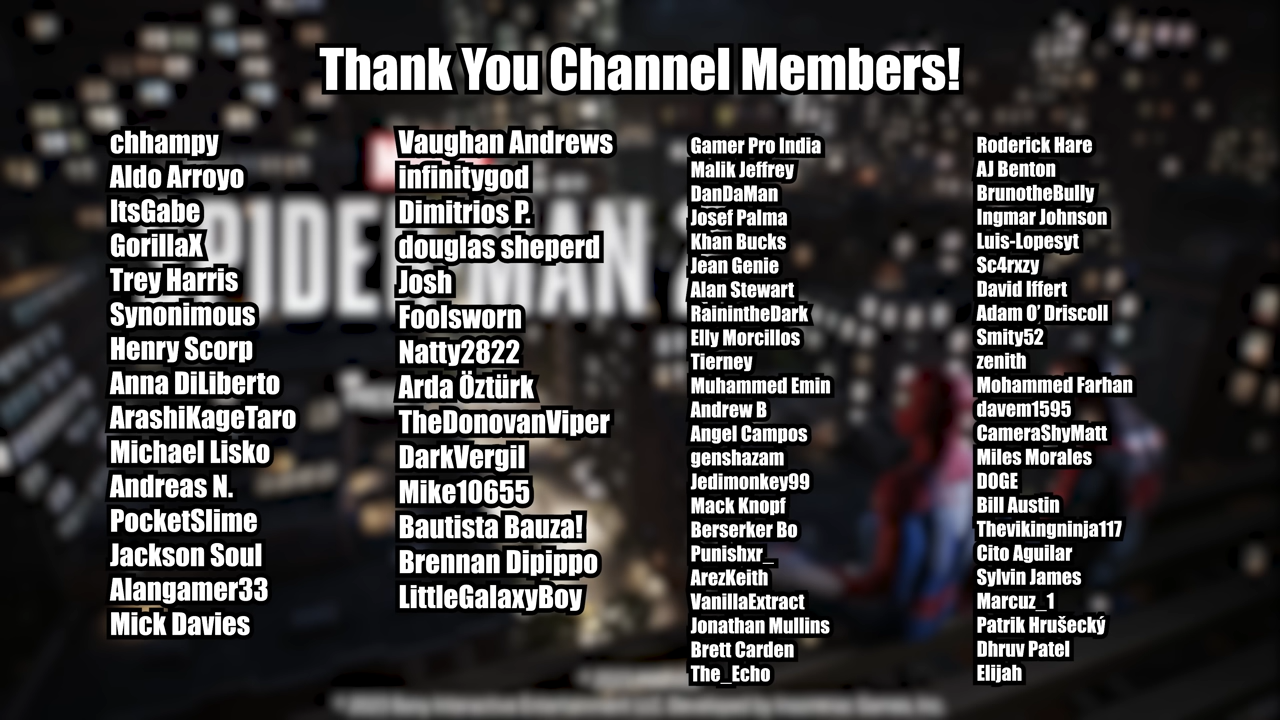 Thank You Channel Members!
chhampy
Aldo Arroyo
ItsGabe
GorillaX
Trey Harris
Synonimous
Henry Scorp
Anna DiLiberto
ArashiKageTaro
Michael Lisko
Andreas N.
PocketSlime
Jackson Soul
Alangamer33
Mick Davies
Vaughan Andrews
infinitygod
Dimitrios P.
douglas sheperd
Josh
Foolsworn
Natty2822
Arda Öztürk
TheDonovanViper
DarkVergil
Mike10655
Bautista Bauza!
Brennan Dipippo
LittleGalaxyBoy
Gamer Pro India
Malik Jeffrey
DanDaMan
Josef Palma
Khan Bucks
Jean Genie
Alan Stewart
RainintheDark
Elly Morcillos
Tierney
Muhammed Emin
Andrew B
Angel Campos
genshazam
Jedimonkey99
Mack Knopf
Berserker Bo
Punishxr_
ArezKeith
VanillaExtract
Jonathan Mullins
Brett Carden
The_Echo
Roderick Hare
AJ Benton
BrunotheBully
Ingmar Johnson
Luis-Lopesyt
Sc4rxzy
David Iffert
Adam O' Driscoll
Smity52
zenith
Mohammed Farhan
davem1595
CameraShyMatt
Miles Morales
DOGE
Bill Austin
Thevikingninja117
Cito Aguilar
Sylvin James
Marcuz_1
Patrik Hrušecký
Dhruv Patel
Elijah
SPIDER-MAN